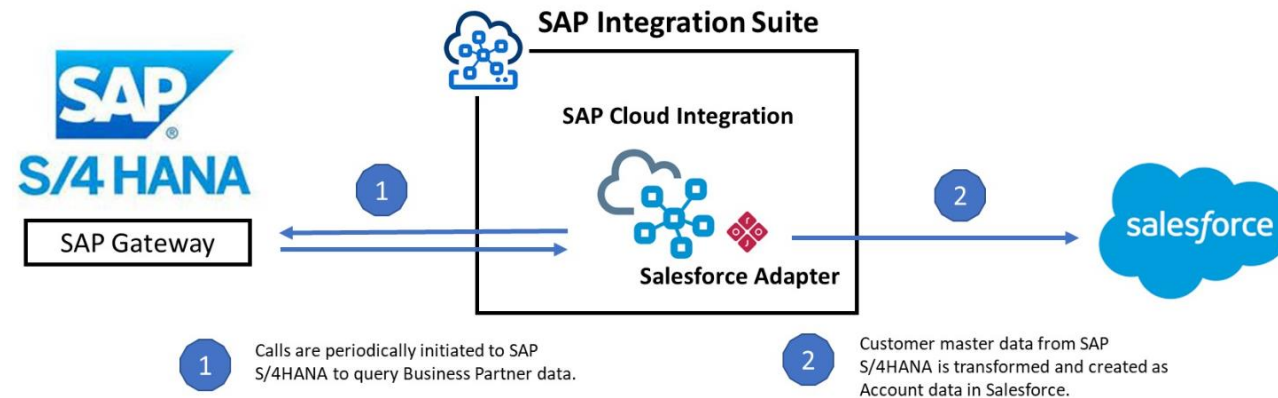 SAP Integration Suite
SAP
®
S/4 HANA
SAP Gateway
1
SAP Cloud Integration
Salesforce Adapter
2
salesforce
1
Calls are periodically initiated to SAP
S/4HANA to query Business Partner data.
2
Customer master data from SAP
S/4HANA is transformed and created as
Account data in Salesforce.